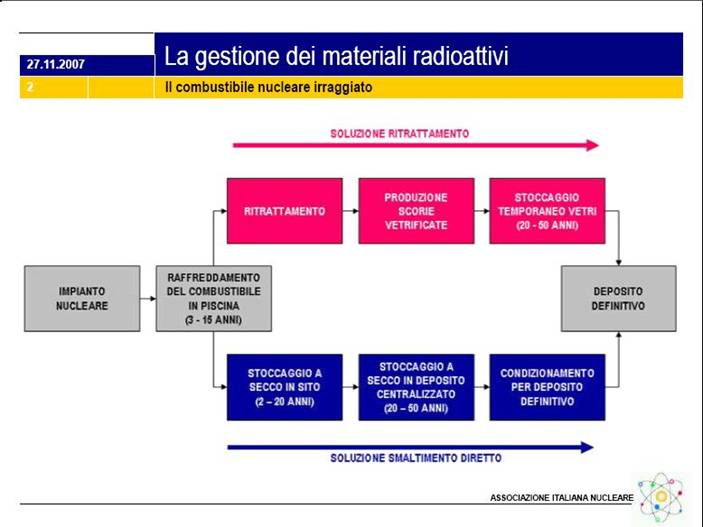 27.11.2007
La gestione dei materiali radioattivi
2
Il combustibile nucleare irraggiato
SOLUZIONE RITRATTAMENTO
RITRATTAMENTO
PRODUZIONE
SCORIE
VETRIFICATE
STOCCAGGIO
TEMPORANEO VETRI
(20 - 50 ANNI)
IMPIANTO
NUCLEARE
RAFFREDDAMENTO
DEL COMBUSTIBILE
IN PISCINA
(3 - 15 ANNI)
DEPOSITO
DEFINITIVO
STOCCAGGIO A
SECCO IN SITO
(2 – 20 ANNI)
STOCCAGGIO A
SECCO IN DEPOSITO
CENTRALIZZATO
(20 – 50 ANNI)
CONDIZIONAMENTO
PER DEPOSITO
DEFINITIVO
SOLUZIONE SMALTIMENTO DIRETTO
ASSOCIAZIONE ITALIANA NUCLEARE